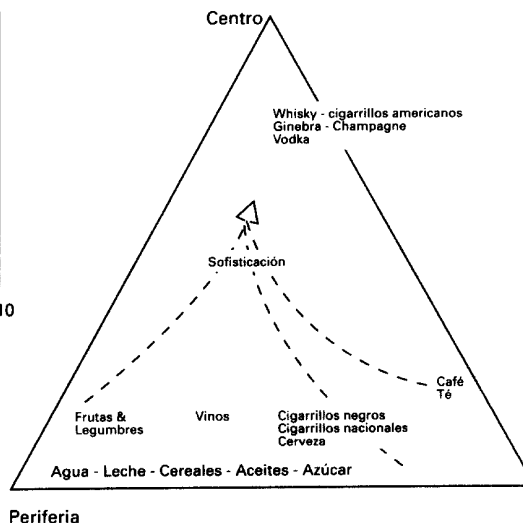 Centro
Whisky - cigarrillos americanos
Ginebra - Champagne
Vodka
Sofisticación
10
Café
Té
Frutas &
Legumbres
Vinos
Cigarrillos negros
Cigarrillos nacionales
Cerveza
Agua - Leche - Cereales - Aceites - Azúcar
Periferia